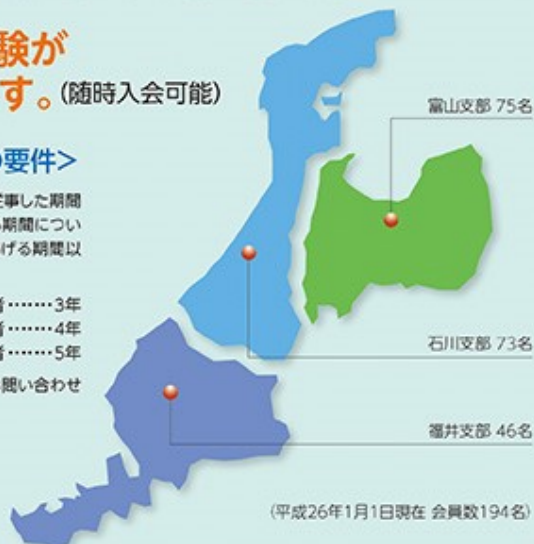 験が
す。(随時入会可能)
要件>
従事した期間
期間につい
げる期間以
者‥‥‥3年
者‥‥‥4年
者‥‥‥5年
問い合わせ
富山支部 75名
石川支部 73名
福井支部 46名
(平成26年1月1日現在 会員数194名)